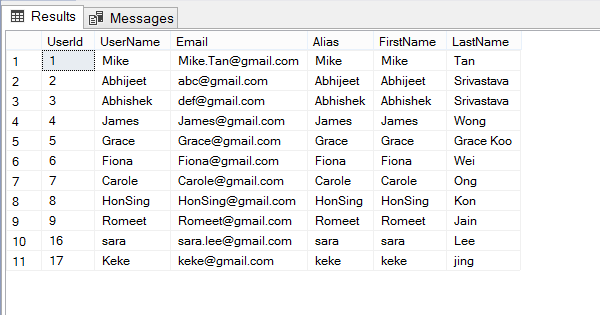 Results Messages
UserId UserName Email Alias FirstName LastName
1 1 Mike Mike.Tan@gmail.com Mike Mike Tan
2 2 Abhijeet abc@gmail.com Abhijeet Abhijeet Srivastava
3 3 Abhishek def@gmail.com Abhishek Abhishek Srivastava
4 4 James James@gmail.com James James Wong
5 5 Grace Grace@gmail.com Grace Grace Grace Koo
6 6 Fiona Fiona@gmail.com Fiona Fiona Wei
7 7 Carole Carole@gmail.com Carole Carole Ong
8 8 HonSing HonSing@gmail.com HonSing HonSing Kon
9 9 Romeet Romeet@gmail.com Romeet Romeet Jain
10 16 sara sara.lee@gmail.com sara sara Lee
11 17 Keke keke@gmail.com keke keke jing